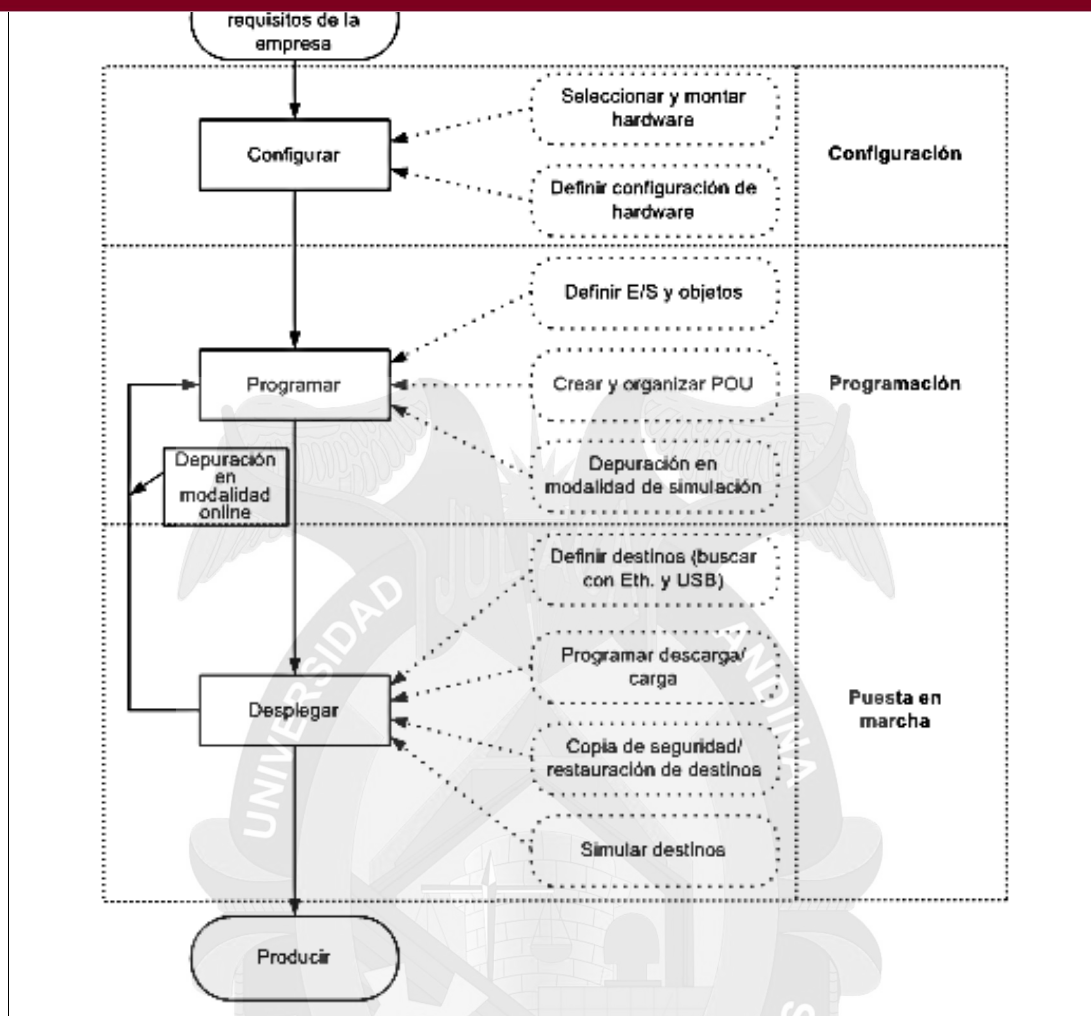 requisitos de la
empresa
Seleccionar y montar
hardware
Configurar
Configuración
Definir configuración de
hardware
Definir E/S y objetos
Programar
Crear y organizar POU
Programación
Depuración
en
modalidad
online
Depuración en
modalidad de simulación
Definir destinos (buscar
con Eth. y USB)
Programar descarga/
carga
Desplegar
Puesta en
marcha
Copia de seguridad/
restauración de destinos
Simular destinos
Producir
UNIVERSIDAD
ANDINA